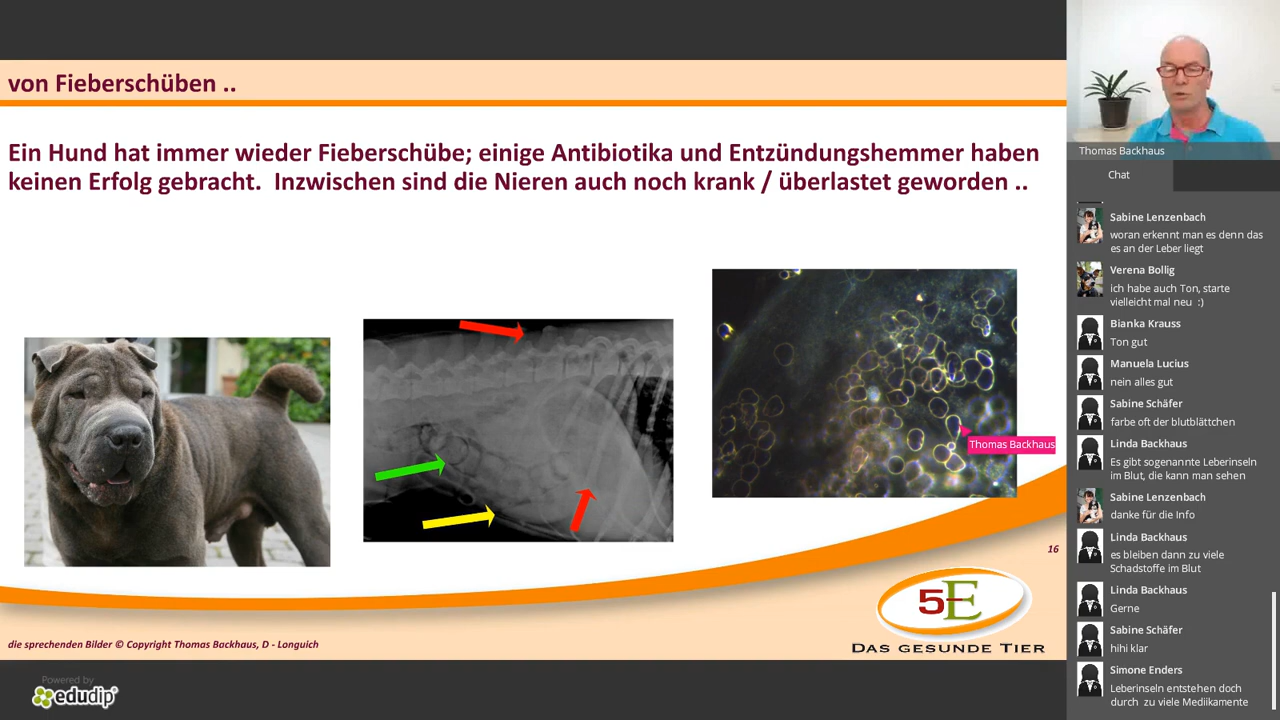 von Fieberschüben ..
Ein Hund hat immer wieder Fieberschübe; einige Antibiotika und Entzündungshemmer haben
keinen Erfolg gebracht.  Inzwischen sind die Nieren auch noch krank / überlastet geworden ..
Thomas Backhaus
16
5E
DAS GESUNDE TIER
die sprechenden Bilder © Copyright Thomas Backhaus, D - Longuich
Powered by
edudip
Thomas Backhaus
Chat
Sabine Lenzenbach
woran erkennt man es denn das
es an der Leber liegt
Verena Bollig
ich habe auch Ton, starte
vielleicht mal neu  :)
Bianka Krauss
Ton gut
Manuela Lucius
nein alles gut
Sabine Schäfer
farbe oft der blutblättchen
Linda Backhaus
Es gibt sogenannte Leberinseln
im Blut, die kann man sehen
Sabine Lenzenbach
danke für die Info
Linda Backhaus
es bleiben dann zu viele
Schadstoffe im Blut
Linda Backhaus
Gerne
Sabine Schäfer
hihi klar
Simone Enders
Leberinseln entstehen doch
durch  zu viele Mediikamente